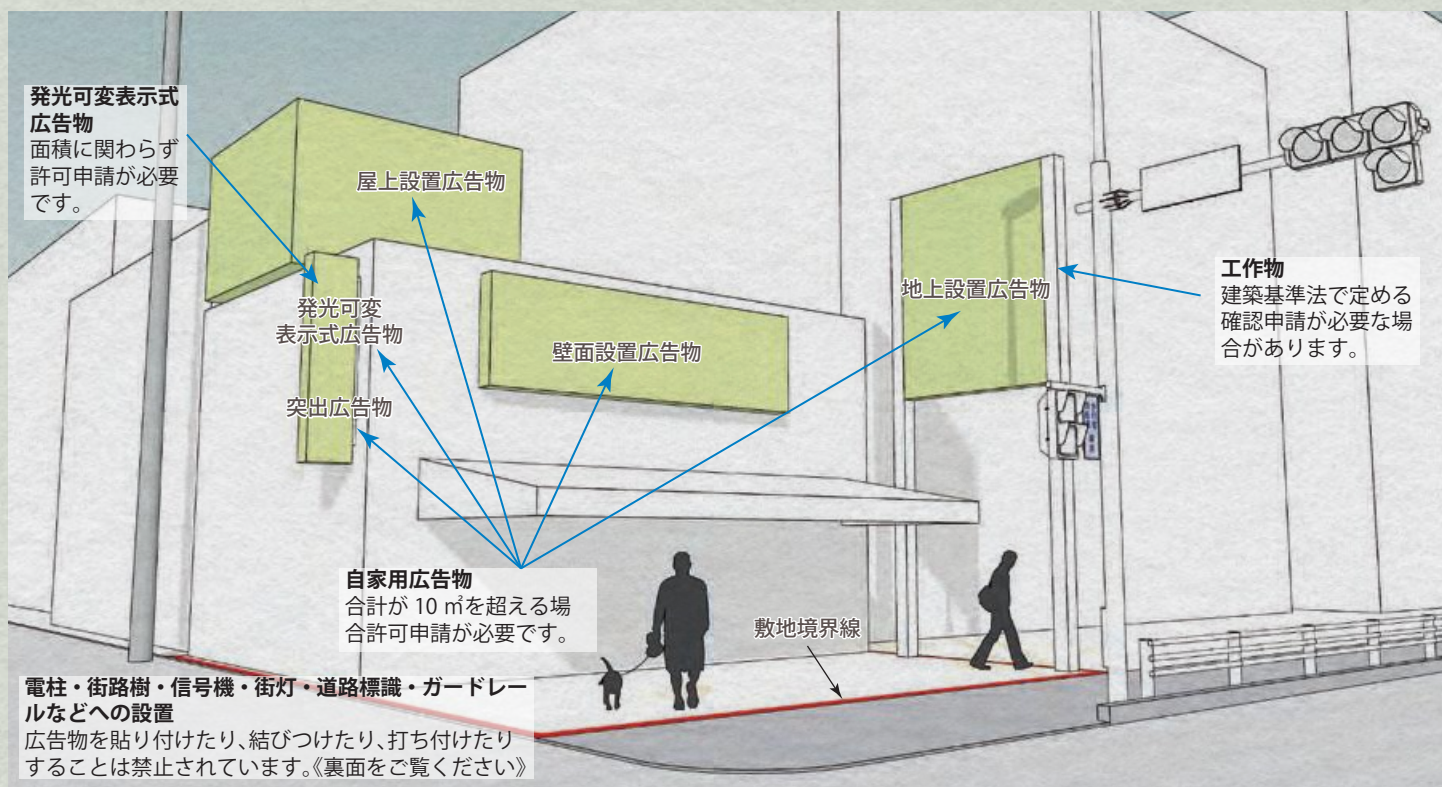 発光可変表示式
広告物
面積に関わらず
許可申請が必要
です。
屋上設置広告物
発光可変
表示式広告物
突出広告物
壁面設置広告物
地上設置広告物
工作物
建築基準法で定める
確認申請が必要な場
合があります。
自家用広告物
合計が 10 ㎡を超える場
合許可申請が必要です。
敷地境界線
電柱・街路樹・信号機・街灯・道路標識・ガードレー
ルなどへの設置
広告物を貼り付けたり、結びつけたり、打ち付けたり
することは禁止されています。《裏面をご覧ください》